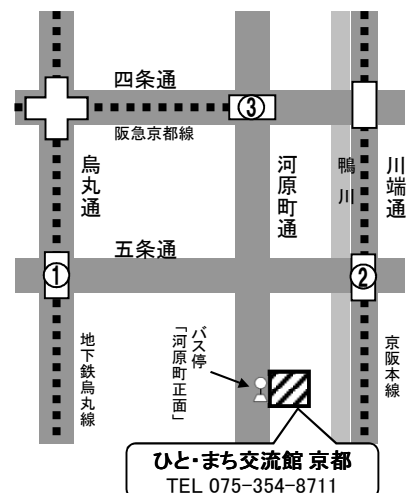 四条通
③
阪急京都線
烏丸通
河原町通
鴨川
川端通
五条通
①
②
地下鉄烏丸線
バス停
「河原町正面」
京阪本線
ひと・まち交流館 京都
TEL 075-354-8711